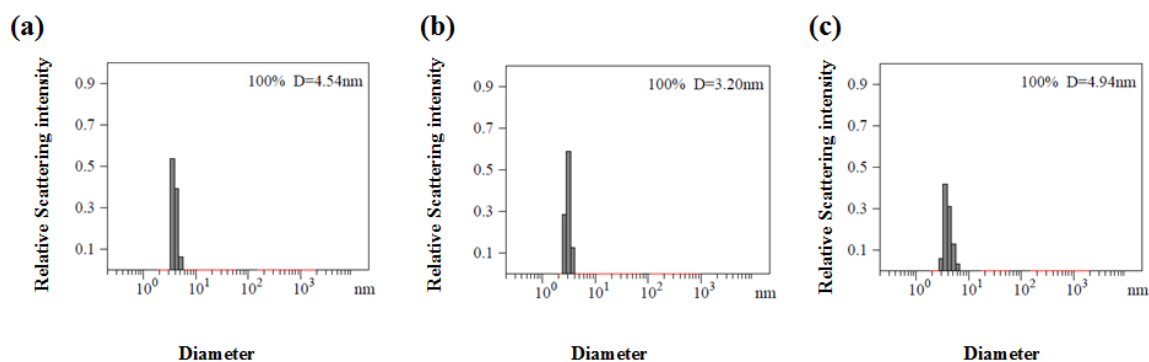 (a)
Relative Scattering intensity
0.9
0.7
0.5
0.3
0.1
100% D=4.54nm
10⁰ 10¹ 10² 10³ nm
Diameter
(b)
Relative Scattering intensity
0.9
0.7
0.5
0.3
0.1
100% D=3.20nm
10⁰ 10¹ 10² 10³ nm
Diameter
(c)
Relative Scattering intensity
0.9
0.7
0.5
0.3
0.1
100% D=4.94nm
10⁰ 10¹ 10² 10³ nm
Diameter